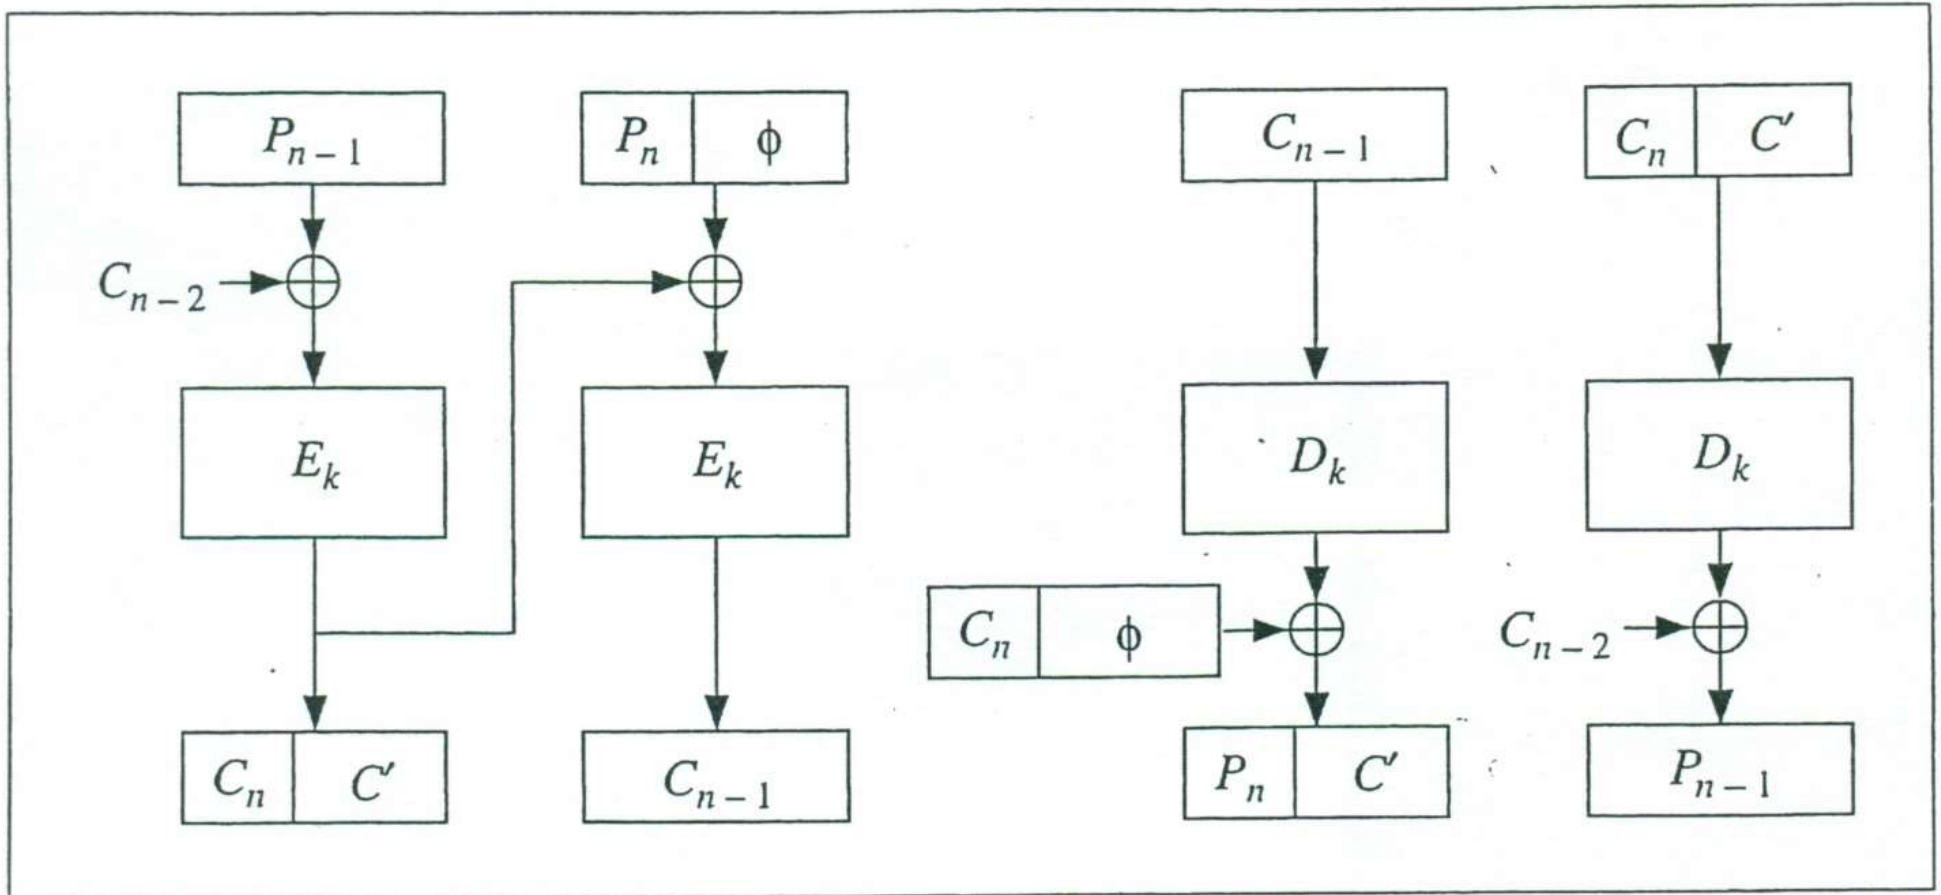 P_{n-1}
P_n φ
C_{n-1}
C_n C′
C_{n-2}
E_k
E_k
D_k
D_k
C_n φ
C_{n-2}
C_n C′
C_{n-1}
P_n C′
P_{n-1}